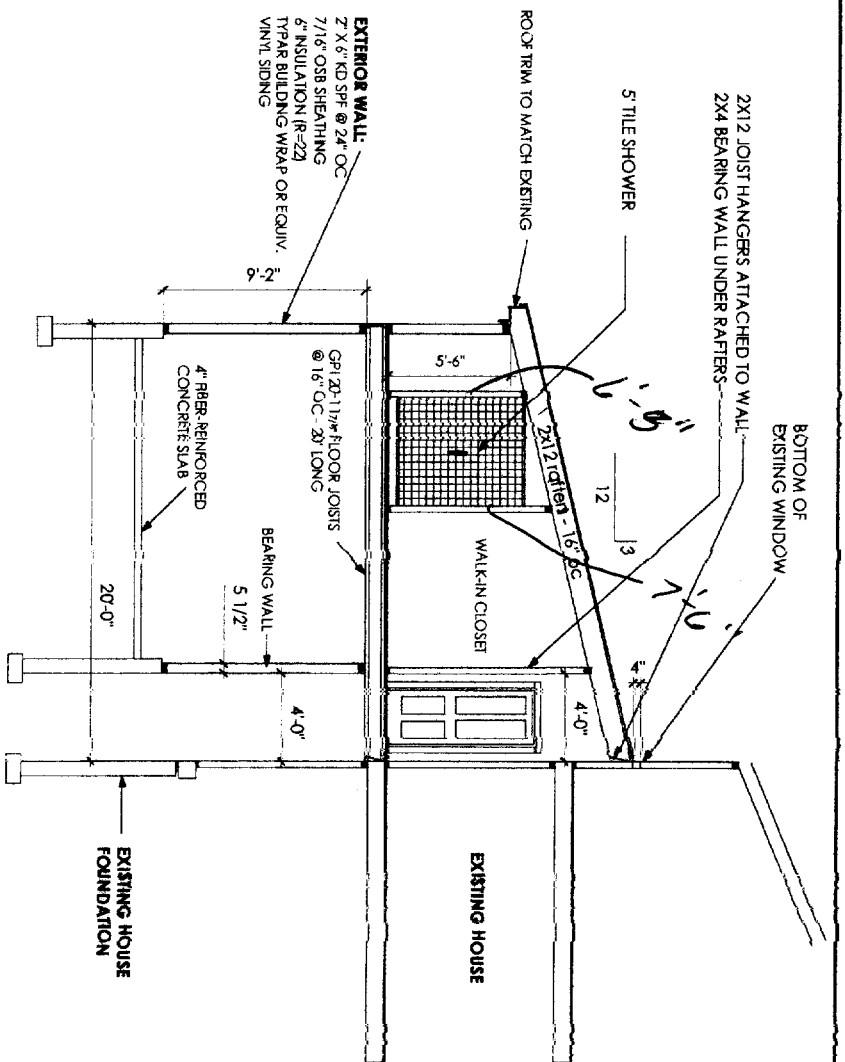 2X12 JOIST HANGERS ATTACHED TO WALL
2X4 BEARING WALL UNDER RAFTERS
BOTTOM OF
EXISTING WINDOW
5' TILE SHOWER
ROOF TRIM TO MATCH EXISTING
EXTERIOR WALL:
2" X 6" KD SPF @ 24" OC
7/16" OSB SHEATHING
6" INSULATION (R=22)
TYPAR BUILDING WRAP OR EQUIV.
VINYL SIDING
12
3
2x12 rafters - 16" oc
7'-6"
4"
5'-6"
WALK-IN CLOSET
4'-0"
EXISTING HOUSE
9'-2"
GPI 20-11 7/8" FLOOR JOISTS
@ 16" OC - 20' LONG
BEARING WALL
5 1/2"
4'-0"
4" FIBER-REINFORCED
CONCRETE SLAB
20'-0"
EXISTING HOUSE
FOUNDATION